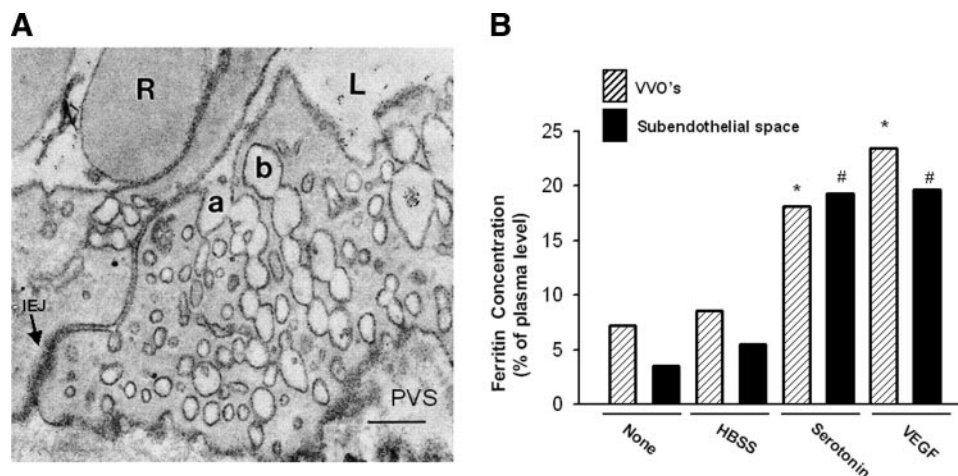 A
R
L
b
a
IEJ
PVS
B
VVO's
Subendothelial space
Ferritin Concentration
(% of plasma level)
25
20
15
10
5
0
*
#
*
#
None
HBSS
Serotonin
VEGF